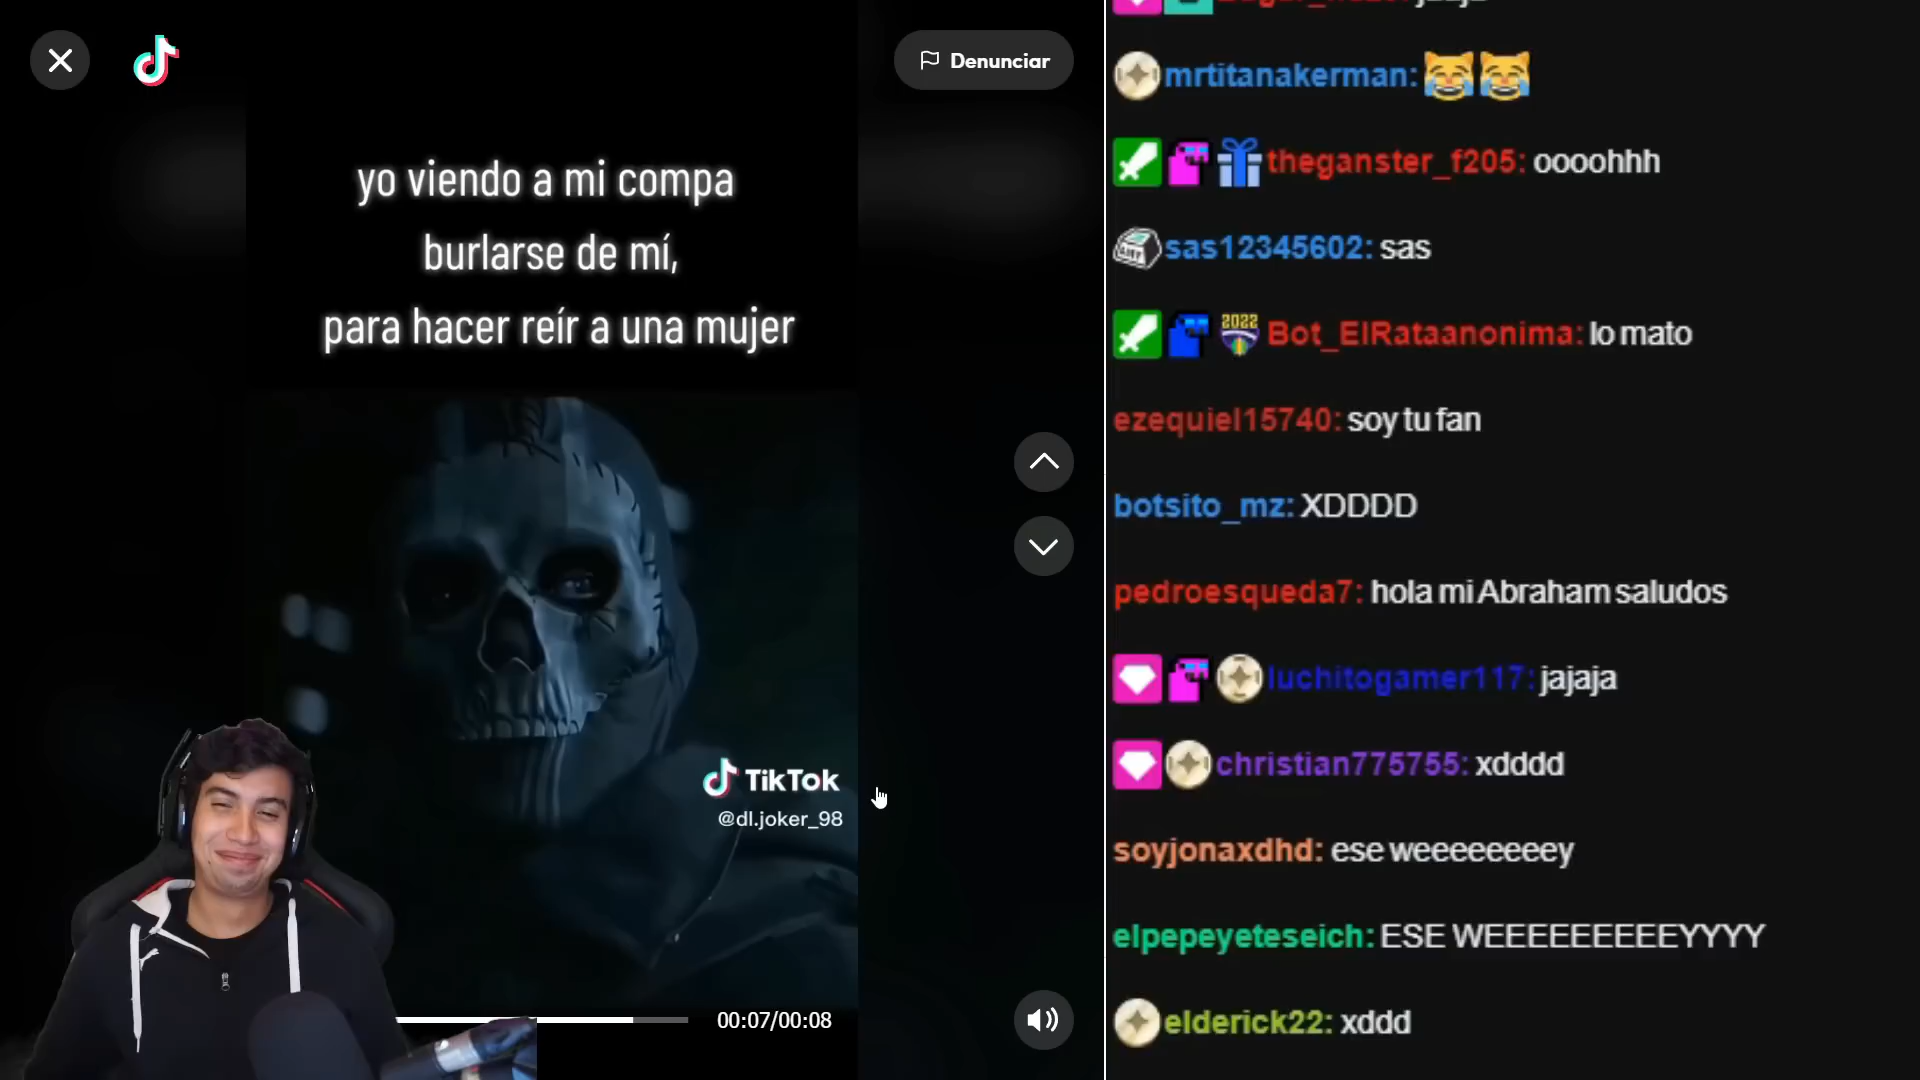 Denunciar
yo viendo a mi compa
burlarse de mí,
para hacer reír a una mujer
TikTok
@dl.joker_98
00:07/00:08
mrtitanakerman:
theganster_f205: oooohhh
sas12345602: sas
2022
Bot_ElRataanonima: lo mato
ezequiel15740: soy tu fan
botsito_mz: XDDDD
pedroesqueda7: hola mi Abraham saludos
luchitogamer117: jajaja
christian775755: xdddd
soyjonaxdhd: ese weeeeeeeey
elpepeyeteseich: ESE WEEEEEEEEEYYYY
elderick22: xddd